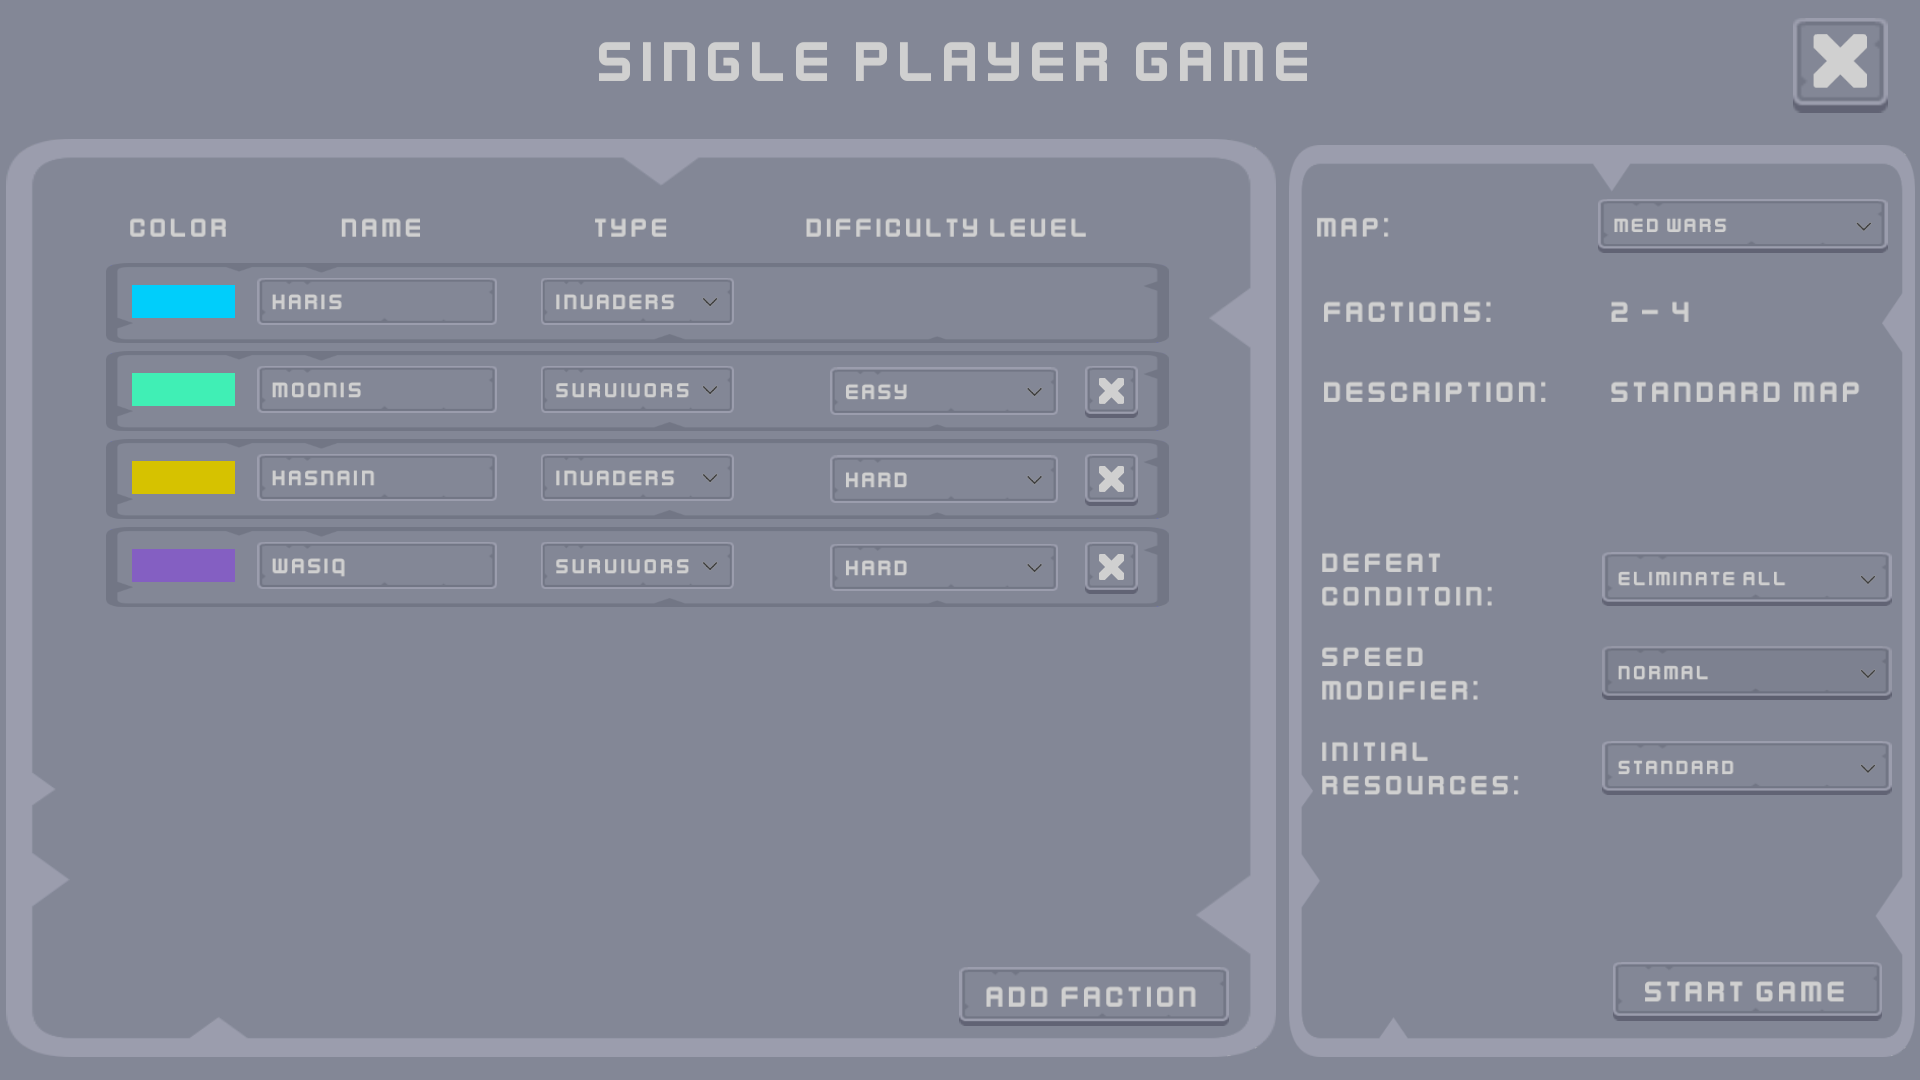 SINGLE PLAYER GAME
COLOR NAME TYPE DIFFICULTY LEVEL
HARIS INVADERS
MOONIS SURVIVORS EASY
HASNAIN INVADERS HARD
WASIQ SURVIVORS HARD
ADD FACTION
MAP: MED WARS
FACTIONS: 2 - 4
DESCRIPTION: STANDARD MAP
DEFEAT
CONDITOIN: ELIMINATE ALL
SPEED
MODIFIER: NORMAL
INITIAL
RESOURCES: STANDARD
START GAME